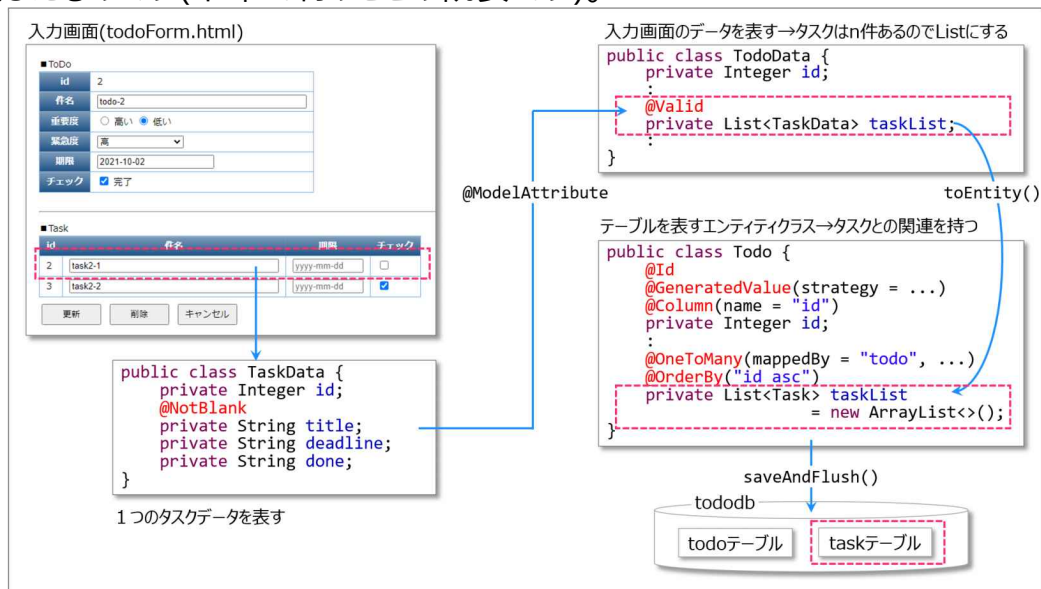 入力画面(todoForm.html)
■ToDo
id 2
件名 todo-2
重要度 高い 低い
緊急度 高
期限 2021-10-02
チェック 完了
■Task
id 件名 期限 チェック
2 task2-1 yyyy-mm-dd
3 task2-2 yyyy-mm-dd
更新 削除 キャンセル
public class TaskData {
private Integer id;
@NotBlank
private String title;
private String deadline;
private String done;
}
1つのタスクデータを表す
@ModelAttribute
入力画面のデータを表す→タスクはn件あるのでListにする
public class TodoData {
private Integer id;
:
@Valid
private List<TaskData> taskList;
:
}
toEntity()
テーブルを表すエンティティクラス→タスクとの関連を持つ
public class Todo {
@Id
@GeneratedValue(strategy = ...)
@Column(name = "id")
private Integer id;
:
@OneToMany(mappedBy = "todo", ...)
@OrderBy("id asc")
private List<Task> taskList
= new ArrayList<>();
}
saveAndFlush()
tododb
todoテーブル taskテーブル